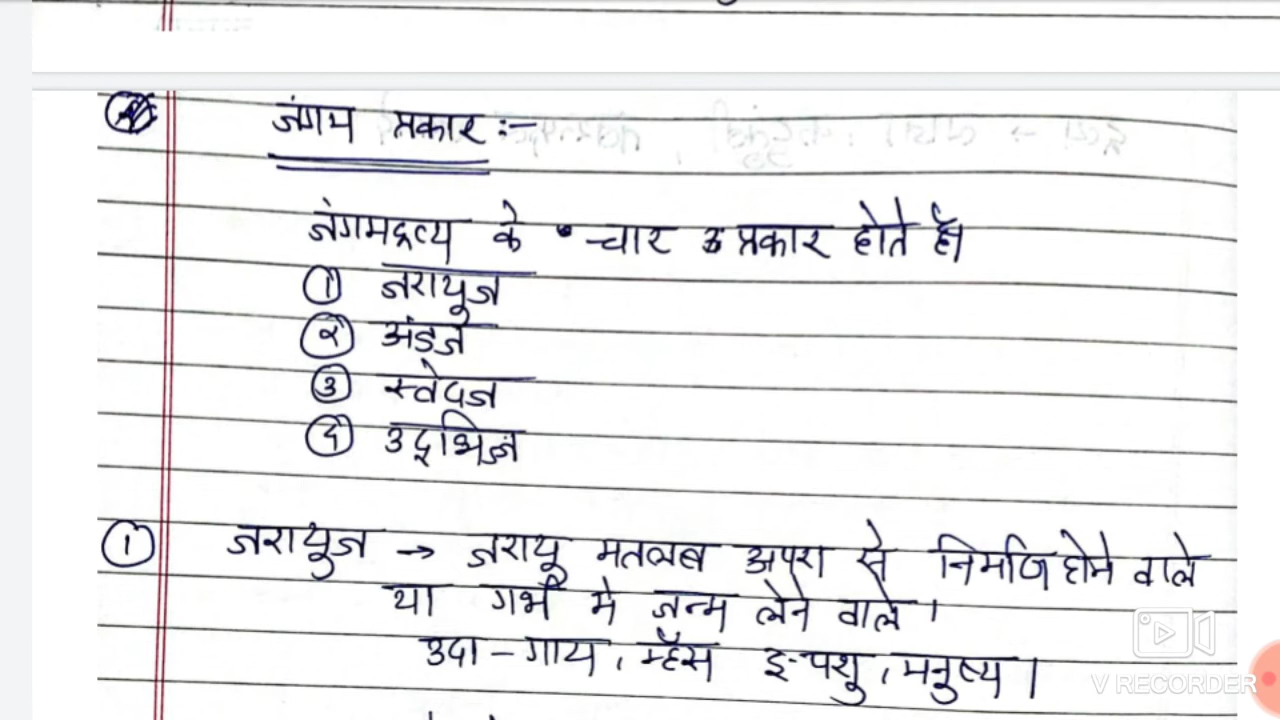 जंगम प्रकार :-
जंगमद्रव्य के चार प्रकार होते है।
① जरायुज
② अंडज
③ स्वेदज
④ उद्भिज्ज
① जरायुज → जरायु मतलब अपरा से निर्माण होने वाले
या गर्भ मे जन्म लेने वाले।
उदा - गाय, म्हैंस इ. पशु, मनुष्य।
V RECORDER